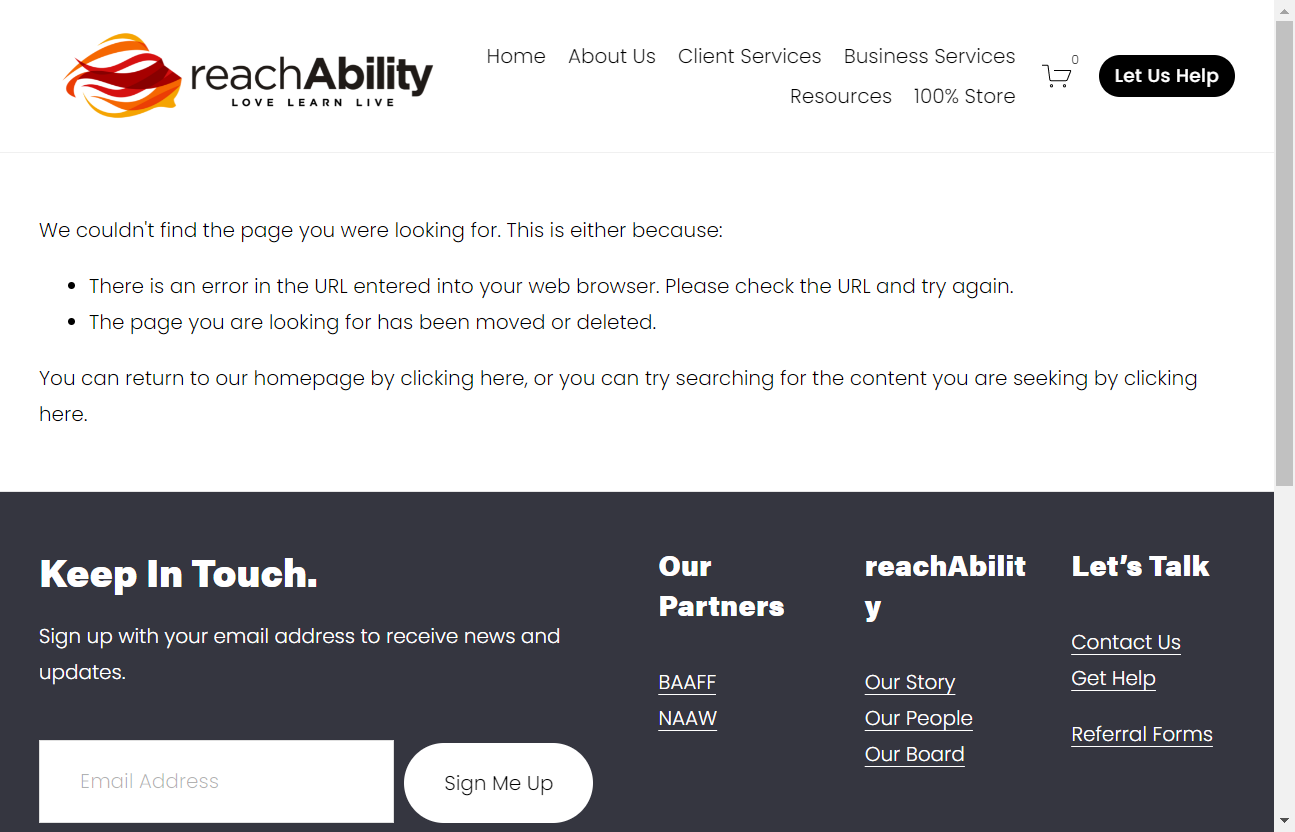 reachAbility
LOVE LEARN LIVE
Home About Us Client Services Business Services
Resources 100% Store
0
Let Us Help
We couldn't find the page you were looking for. This is either because:
There is an error in the URL entered into your web browser. Please check the URL and try again.
The page you are looking for has been moved or deleted.
You can return to our homepage by clicking here, or you can try searching for the content you are seeking by clicking
here.
Keep In Touch.
Sign up with your email address to receive news and
updates.
Email Address
Sign Me Up
Our
Partners
BAAFF
NAAW
reachAbilit
y
Our Story
Our People
Our Board
Let’s Talk
Contact Us
Get Help
Referral Forms